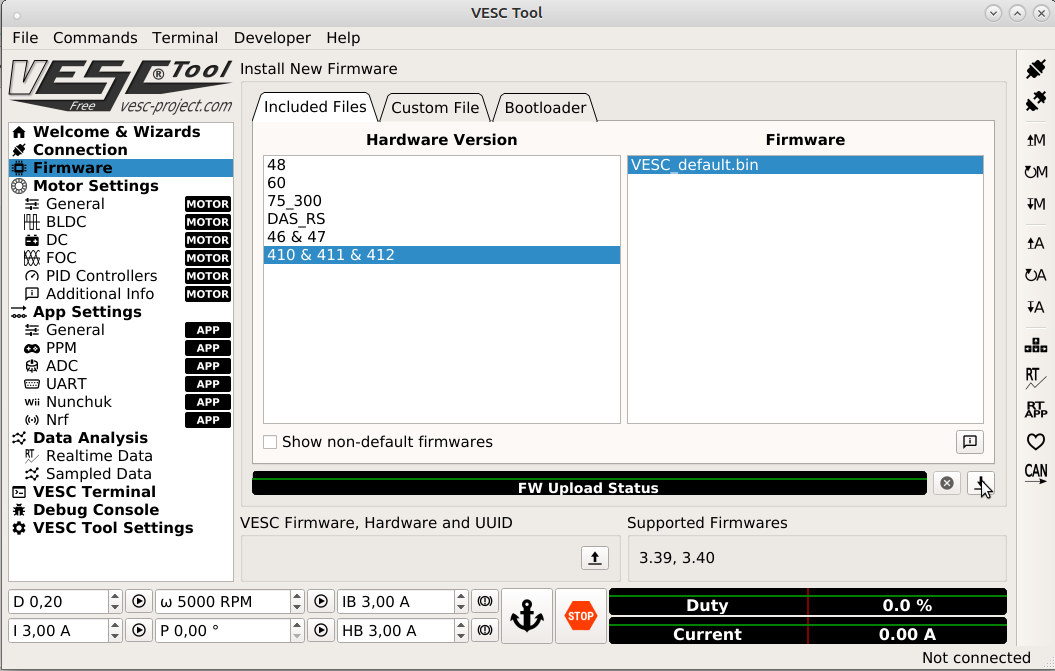 VESC Tool
File Commands Terminal Developer Help
VESC® Tool
Free vesc-project.com
Welcome & Wizards
Connection
Firmware
Motor Settings
General MOTOR
BLDC MOTOR
DC MOTOR
FOC MOTOR
PID Controllers MOTOR
Additional Info MOTOR
App Settings
General APP
PPM APP
ADC APP
UART APP
Wii Nunchuk APP
Nrf APP
Data Analysis
RT Realtime Data
Sampled Data
VESC Terminal
Debug Console
VESC Tool Settings
Install New Firmware
Included Files Custom File Bootloader
Hardware Version Firmware
48
60
75_300
DAS_RS
46 & 47
410 & 411 & 412
VESC_default.bin
Show non-default firmwares
FW Upload Status
VESC Firmware, Hardware and UUID
Supported Firmwares
3.39, 3.40
M
M
M
A
A
A
RT
RT
APP
CAN
D 0,20 ω 5000 RPM IB 3,00 A
I 3,00 A P 0,00 ° HB 3,00 A
STOP
Duty 0.0 %
Current 0.00 A
Not connected